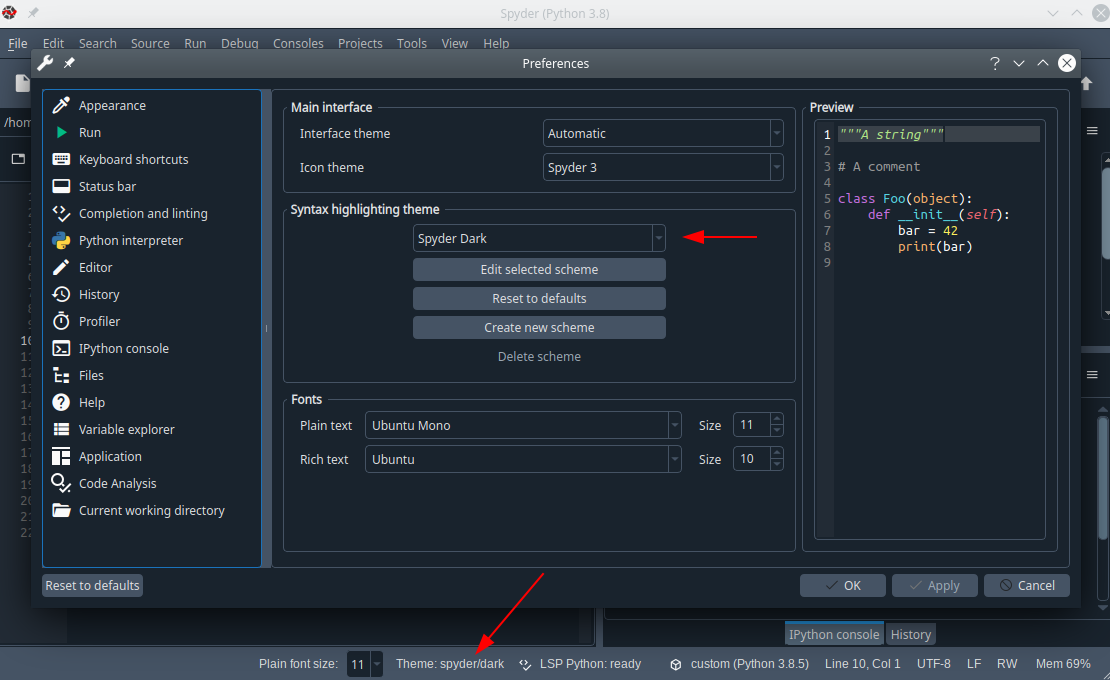 Spyder (Python 3.8)
File Edit Search Source Run Debug Consoles Projects Tools View Help
Preferences
/hom
Appearance
Run
Keyboard shortcuts
Status bar
Completion and linting
Python interpreter
Editor
History
Profiler
IPython console
Files
Help
Variable explorer
Application
Code Analysis
Current working directory
Main interface
Interface theme Automatic
Icon theme Spyder 3
Syntax highlighting theme
Spyder Dark
Edit selected scheme
Reset to defaults
Create new scheme
Delete scheme
Fonts
Plain text Ubuntu Mono Size 11
Rich text Ubuntu Size 10
Preview
1 """A string"""
2
3 # A comment
4
5 class Foo(object):
6 def __init__(self):
7 bar = 42
8 print(bar)
9
Reset to defaults
OK Apply Cancel
IPython console History
Plain font size: 11 Theme: spyder/dark LSP Python: ready custom (Python 3.8.5) Line 10, Col 1 UTF-8 LF RW Mem 69%